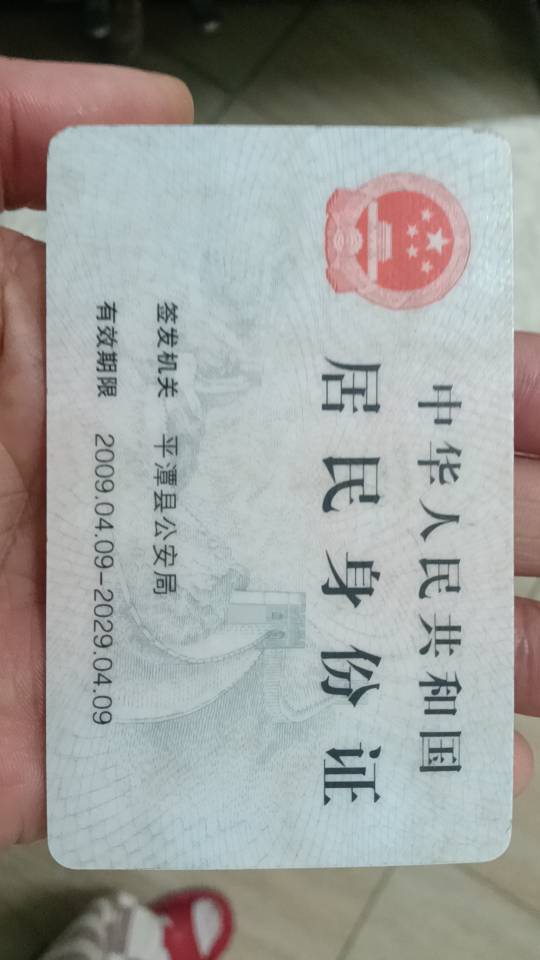 中华人民共和国
居民身份证
签发机关 平潭县公安局
有效期限 2009.04.09-2029.04.09